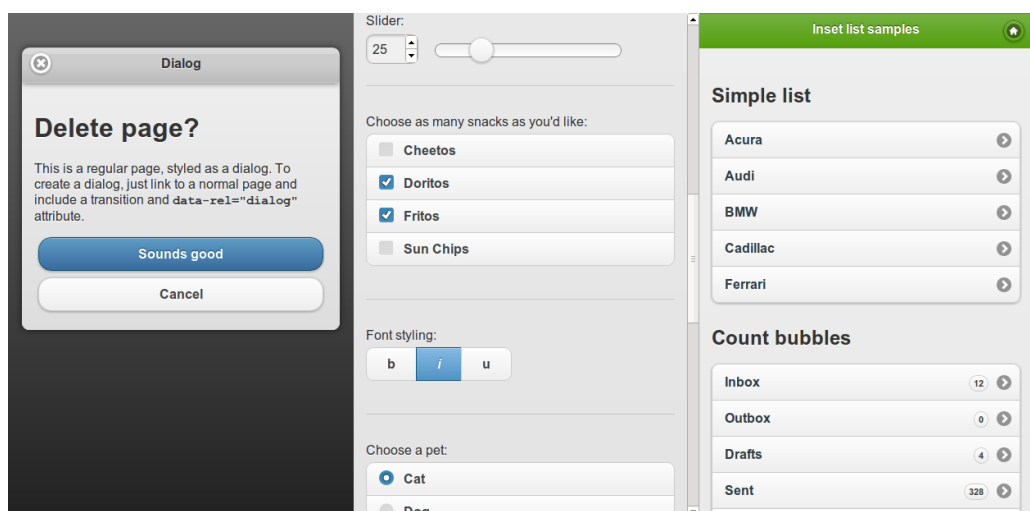 Dialog
Delete page?
This is a regular page, styled as a dialog. To
create a dialog, just link to a normal page and
include a transition and data-rel="dialog"
attribute.
Sounds good
Cancel
Slider:
25
Choose as many snacks as you'd like:
Cheetos
Doritos
Fritos
Sun Chips
Font styling:
b i u
Choose a pet:
Cat
Dog
Inset list samples
Simple list
Acura
Audi
BMW
Cadillac
Ferrari
Count bubbles
Inbox 12
Outbox 0
Drafts 4
Sent 328